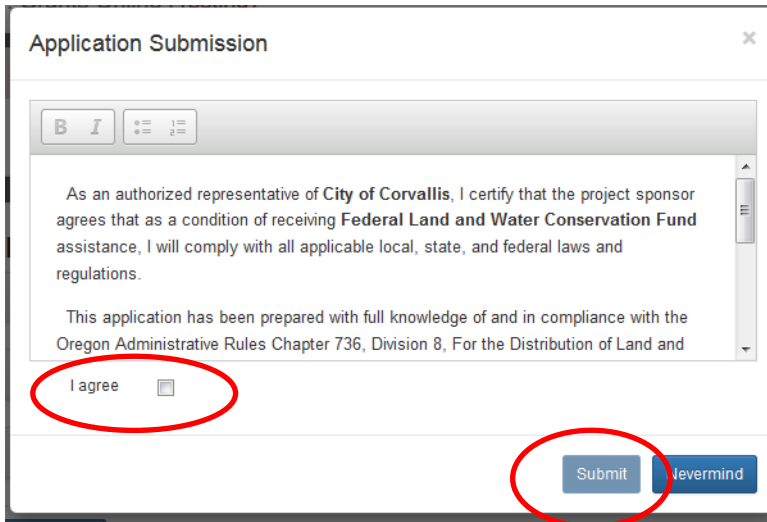 Application Submission
×
B I
As an authorized representative of City of Corvallis, I certify that the project sponsor
agrees that as a condition of receiving Federal Land and Water Conservation Fund
assistance, I will comply with all applicable local, state, and federal laws and
regulations.
This application has been prepared with full knowledge of and in compliance with the
Oregon Administrative Rules Chapter 736, Division 8, For the Distribution of Land and
I agree
Submit Nevermind